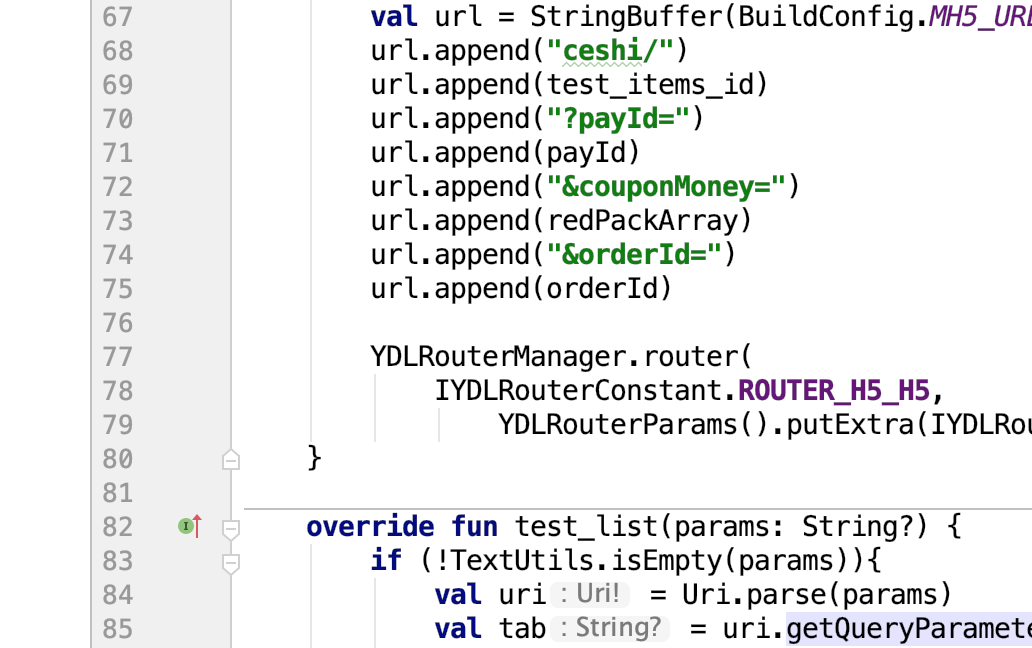 67 val url = StringBuffer(BuildConfig.MH5_URL
68 url.append("ceshi/")
69 url.append(test_items_id)
70 url.append("?payId=")
71 url.append(payId)
72 url.append("&couponMoney=")
73 url.append(redPackArray)
74 url.append("&orderId=")
75 url.append(orderId)
76
77 YDLRouterManager.router(
78 IYDLRouterConstant.ROUTER_H5_H5,
79 YDLRouterParams().putExtra(IYDLRou
80 }
81
82 I override fun test_list(params: String?) {
83 if (!TextUtils.isEmpty(params)){
84 val uri : Uri! = Uri.parse(params)
85 val tab : String? = uri.getQueryParamete